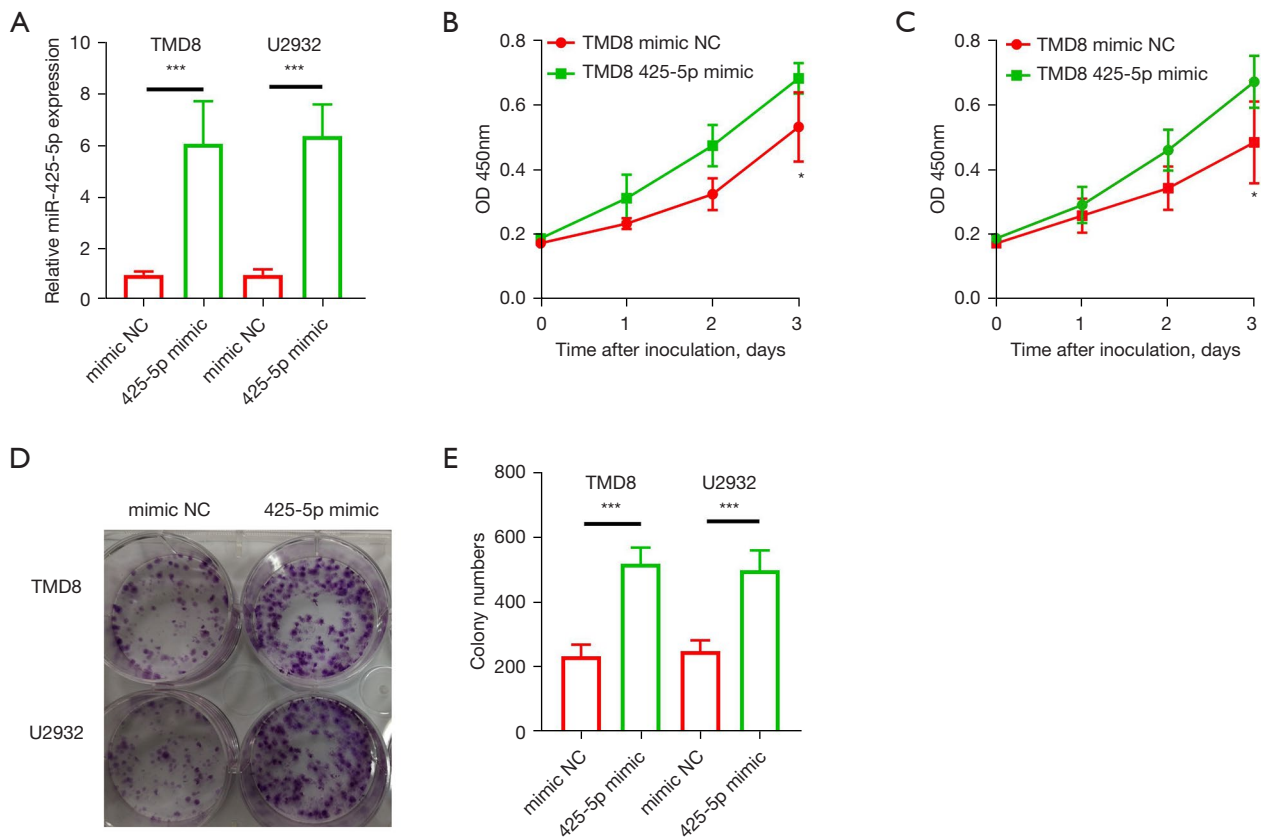 A
Relative miR-425-5p expression
10
8
6
4
2
0
TMD8
***
U2932
***
mimic NC
425-5p mimic
mimic NC
425-5p mimic
B
OD 450nm
0.8
0.6
0.4
0.2
0.0
TMD8 mimic NC
TMD8 425-5p mimic
*
0 1 2 3
Time after inoculation, days
C
OD 450nm
0.8
0.6
0.4
0.2
0.0
TMD8 mimic NC
TMD8 425-5p mimic
*
0 1 2 3
Time after inoculation, days
D
mimic NC 425-5p mimic
TMD8
U2932
E
Colony numbers
800
600
400
200
0
TMD8
***
U2932
***
mimic NC
425-5p mimic
mimic NC
425-5p mimic